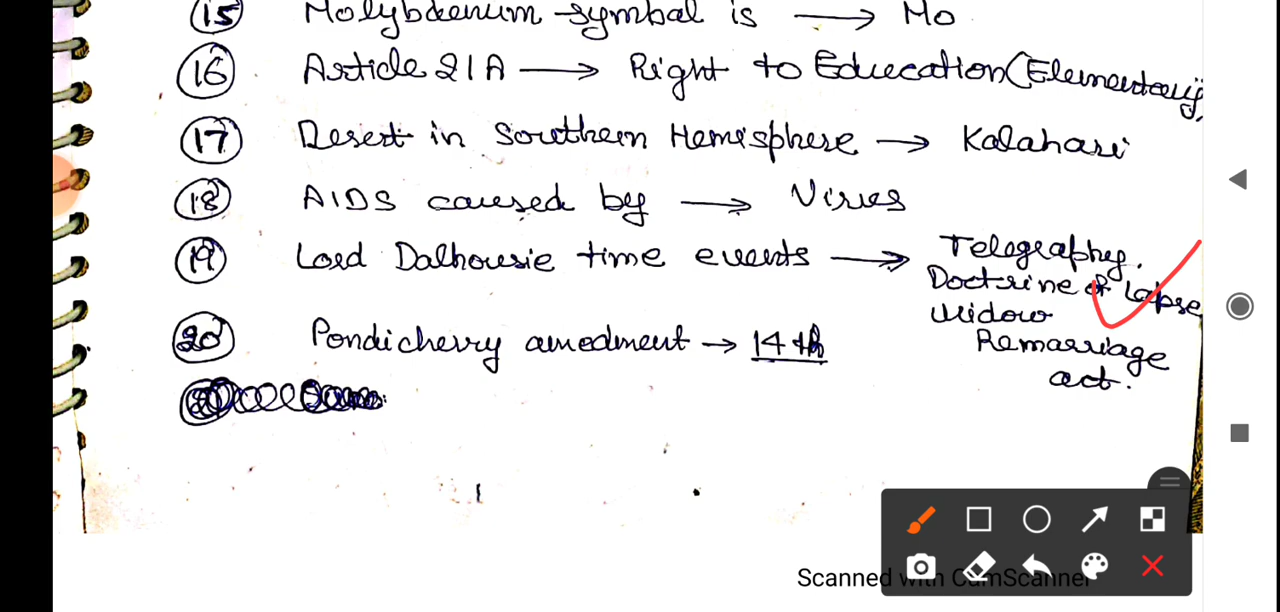 15 Molybdenum symbal is → Mo
16 Article 21A → Right to Education (Elementary)
17 Desert in Southern Hemisphere → Kalahari
18 AIDS caused by → Virus
19 Lord Dalhousie time events → Telegraphy.
Doctrine of Lapse
Widow
Remarriage
act.
20 Pondicherry amedment → 14th
Scanned with CamScanner